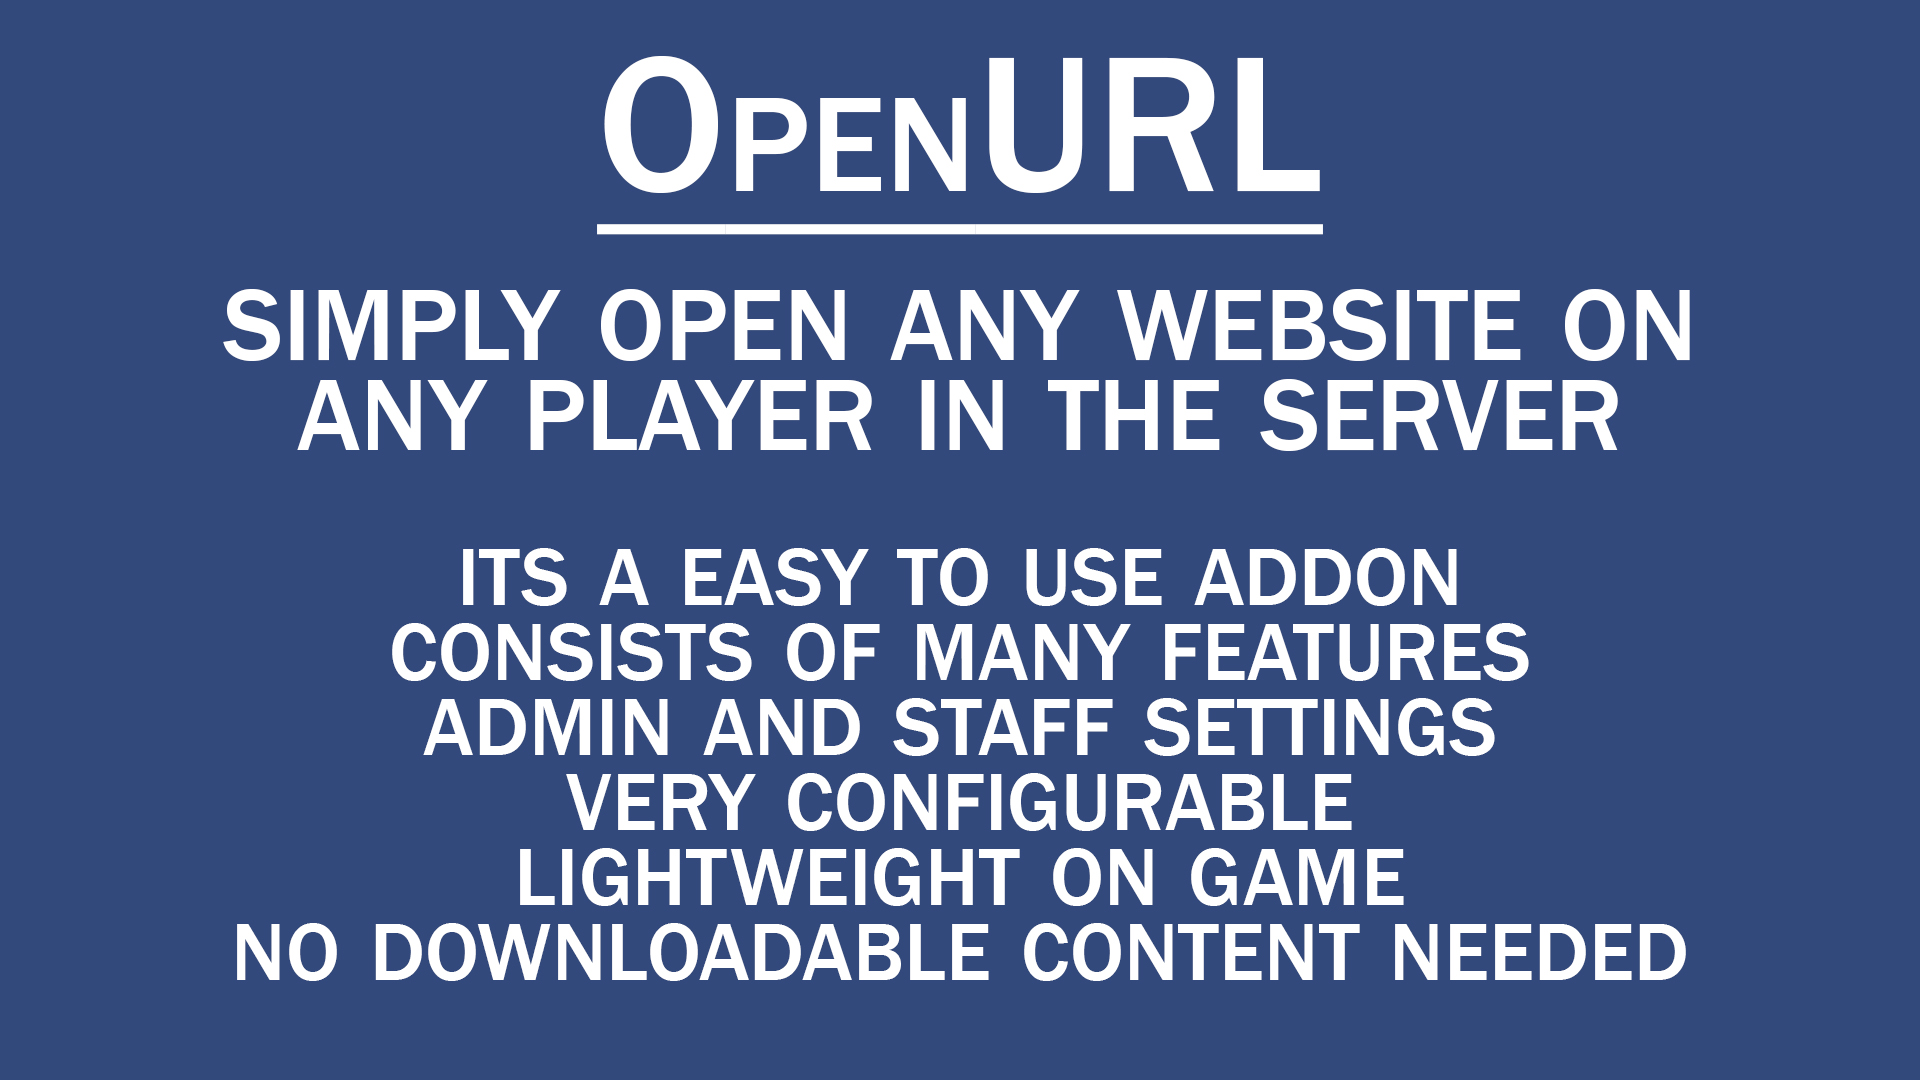 OPENURL
SIMPLY OPEN ANY WEBSITE ON
ANY PLAYER IN THE SERVER
ITS A EASY TO USE ADDON
CONSISTS OF MANY FEATURES
ADMIN AND STAFF SETTINGS
VERY CONFIGURABLE
LIGHTWEIGHT ON GAME
NO DOWNLOADABLE CONTENT NEEDED